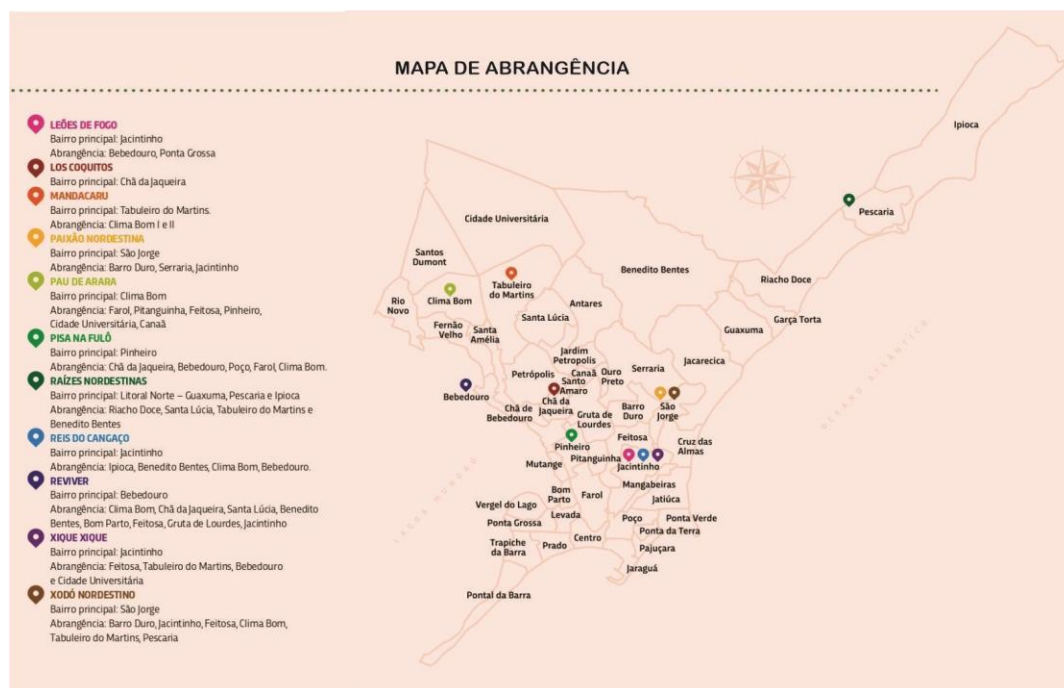 MAPA DE ABRANGÊNCIA
LEÕES DE FOGO
Bairro principal: Jacintinho
Abrangência: Bebedouro, Ponta Grossa
LOS COQUITOS
Bairro principal: Chã da Jaqueira
MANDACARU
Bairro principal: Tabuleiro do Martins.
Abrangência: Clima Bom I e II
PAIXÃO NORDESTINA
Bairro principal: São Jorge
Abrangência: Barro Duro, Serraria, Jacintinho
PAU DE ARARA
Bairro principal: Clima Bom
Abrangência: Farol, Pitanguinha, Feitosa, Pinheiro,
Cidade Universitária, Canaã
PISA NA FULÔ
Bairro principal: Pinheiro
Abrangência: Chã da Jaqueira, Bebedouro, Poço, Farol, Clima Bom.
RAÍZES NORDESTINAS
Bairro principal: Litoral Norte – Guaxuma, Pescaria e Ipioca
Abrangência: Riacho Doce, Santa Lúcia, Tabuleiro do Martins e
Benedito Bentes
REIS DO CANGAÇO
Bairro principal: Jacintinho
Abrangência: Ipioca, Benedito Bentes, Clima Bom, Bebedouro.
REVIVER
Bairro principal: Bebedouro
Abrangência: Clima Bom, Chã da Jaqueira, Santa Lúcia, Benedito
Bentes, Bom Parto, Feitosa, Gruta de Lourdes, Jacintinho
XIQUE XIQUE
Bairro principal: Jacintinho
Abrangência: Feitosa, Tabuleiro do Martins, Bebedouro
e Cidade Universitária
XODÓ NORDESTINO
Bairro principal: São Jorge
Abrangência: Barro Duro, Jacintinho, Feitosa, Clima Bom,
Tabuleiro do Martins, Pescaria
Ipioca
Pescaria
Cidade Universitária
Santos
Dumont
Benedito Bentes
Riacho Doce
Tabuleiro
do Martins
Clima Bom
Rio
Novo
Antares
Santa Lúcia
Garça Torta
Guaxuma
Fernão
Velho
Santa
Amélia
Jardim
Petropolis
Jacarecica
Petrópolis
Canaã
Ouro
Preto
Serraria
Santo
Amaro
Bebedouro
Chã da
Jaqueira
Chã de
Bebedouro
Gruta de
Lourdes
Barro
Duro
São
Jorge
Feitosa
Cruz das
Almas
Pinheiro
Pitanguinha
Jacintinho
Mutange
Mangabeiras
Jatiúca
Bom
Parto
Farol
Vergel do Lago
Levada
Poço
Ponta Verde
Ponta Grossa
Ponta da Terra
Centro
Trapiche
da Barra
Prado
Pajuçara
Jaraguá
Pontal da Barra
LAGOA MUNDAÚ
OCEANO ATLÂNTICO